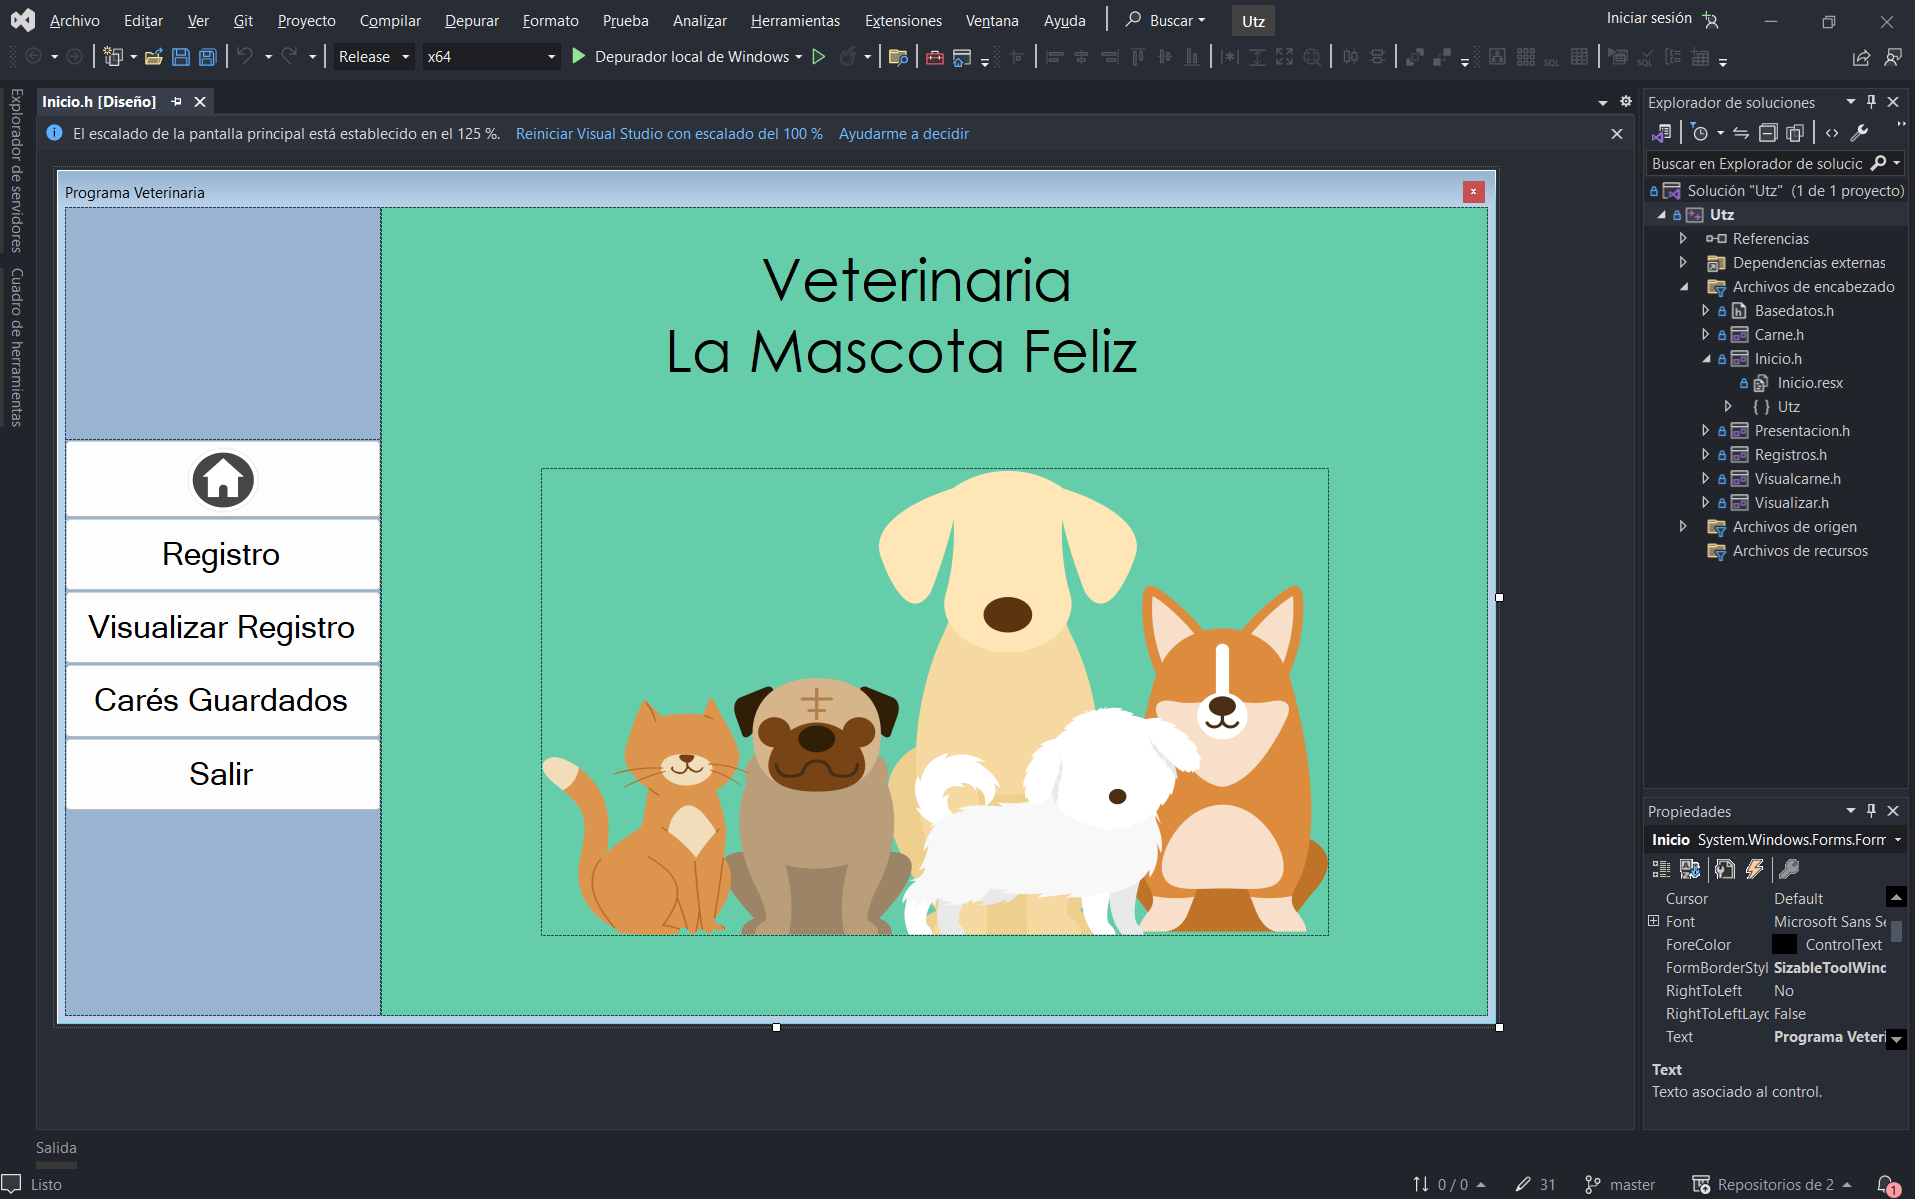 Archivo Editar Ver Git Proyecto Compilar Depurar Formato Prueba Analizar Herramientas Extensiones Ventana Ayuda Buscar Utz Iniciar sesión
Release x64 Depurador local de Windows
Explorador de servidores
Cuadro de herramientas
Inicio.h [Diseño]
El escalado de la pantalla principal está establecido en el 125 %. Reiniciar Visual Studio con escalado del 100 % Ayudarme a decidir
Programa Veterinaria
Veterinaria
La Mascota Feliz
Registro
Visualizar Registro
Carés Guardados
Salir
Explorador de soluciones
Buscar en Explorador de solucio
Solución "Utz" (1 de 1 proyecto)
Utz
Referencias
Dependencias externas
Archivos de encabezado
Basedatos.h
Carne.h
Inicio.h
Inicio.resx
{ } Utz
Presentacion.h
Registros.h
Visualcarne.h
Visualizar.h
Archivos de origen
Archivos de recursos
Propiedades
Inicio System.Windows.Forms.Form
Cursor Default
Font Microsoft Sans Se
ForeColor ControlText
FormBorderStyl SizableToolWind
RightToLeft No
RightToLeftLayc False
Text Programa Veteri
Text
Texto asociado al control.
Salida
Listo
0 / 0 31 master Repositorios de 2 1